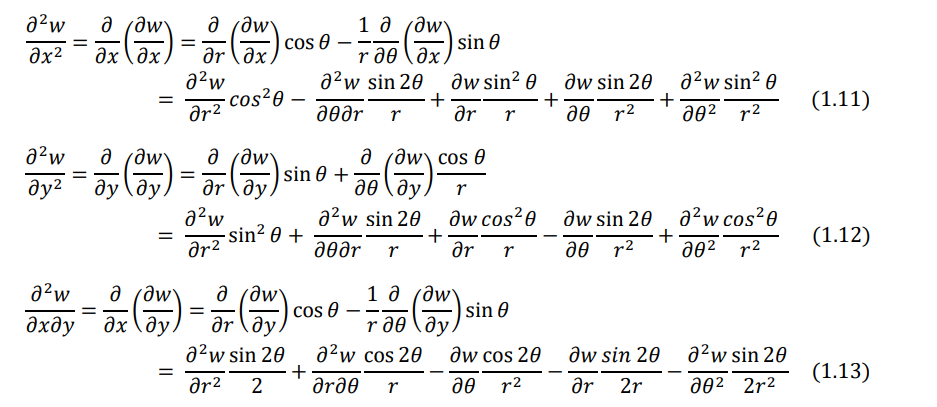 ∂²w/∂x² = ∂/∂x (∂w/∂x) = ∂/∂r (∂w/∂x) cos θ − 1/r ∂/∂θ (∂w/∂x) sin θ
= ∂²w/∂r² cos²θ − ∂²w/∂θ∂r sin 2θ/r + ∂w/∂r sin² θ/r + ∂w/∂θ sin 2θ/r² + ∂²w/∂θ² sin² θ/r² (1.11)
∂²w/∂y² = ∂/∂y (∂w/∂y) = ∂/∂r (∂w/∂y) sin θ + ∂/∂θ (∂w/∂y) cos θ/r
= ∂²w/∂r² sin² θ + ∂²w/∂θ∂r sin 2θ/r + ∂w/∂r cos²θ/r − ∂w/∂θ sin 2θ/r² + ∂²w/∂θ² cos²θ/r² (1.12)
∂²w/∂x∂y = ∂/∂x (∂w/∂y) = ∂/∂r (∂w/∂y) cos θ − 1/r ∂/∂θ (∂w/∂y) sin θ
= ∂²w/∂r² sin 2θ/2 + ∂²w/∂r∂θ cos 2θ/r − ∂w/∂θ cos 2θ/r² − ∂w/∂r sin 2θ/2r − ∂²w/∂θ² sin 2θ/2r² (1.13)